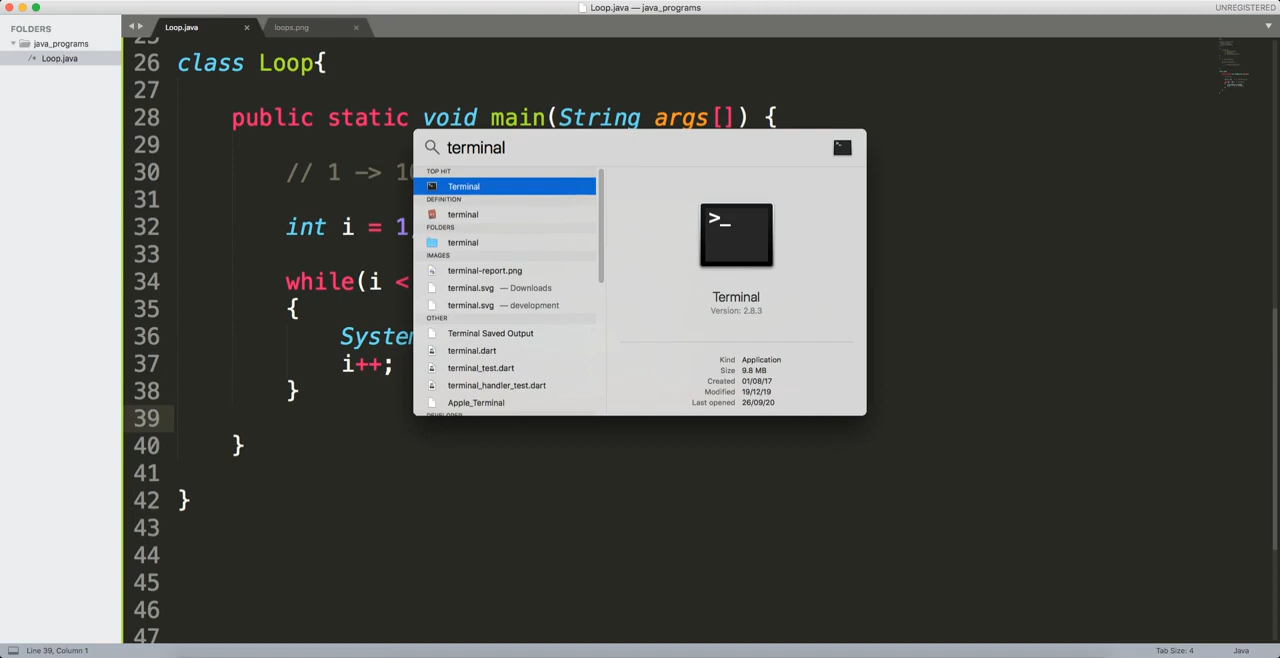 Loop.java — java_programs
UNREGISTERED
FOLDERS
java_programs
/* Loop.java
Loop.java ×
loops.png ×
25
26 class Loop{
27
28 public static void main(String args[]) {
29
30 // 1 -> 10
31
32 int i = 1
33
34 while(i <
35 {
36 System
37 i++;
38 }
39
40 }
41
42 }
43
44
45
46
47
terminal
TOP HIT
Terminal
DEFINITION
terminal
FOLDERS
terminal
IMAGES
terminal-report.png
terminal.svg — Downloads
terminal.svg — development
OTHER
Terminal Saved Output
terminal.dart
terminal_test.dart
terminal_handler_test.dart
Apple_Terminal
DEVELOPER
>_
Terminal
Version: 2.8.3
Kind Application
Size 9.8 MB
Created 01/08/17
Modified 19/12/19
Last opened 26/09/20
Line 39, Column 1
Tab Size: 4
Java